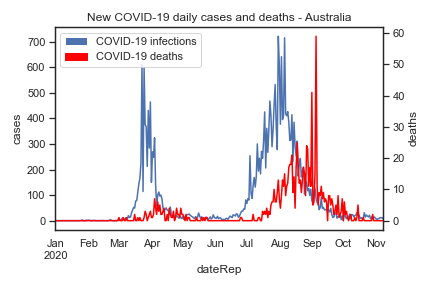 New COVID-19 daily cases and deaths - Australia
COVID-19 infections
COVID-19 deaths
700
600
500
400
300
200
100
0
cases
60
50
40
30
20
10
0
deaths
Jan Feb Mar Apr May Jun Jul Aug Sep Oct Nov
2020
dateRep